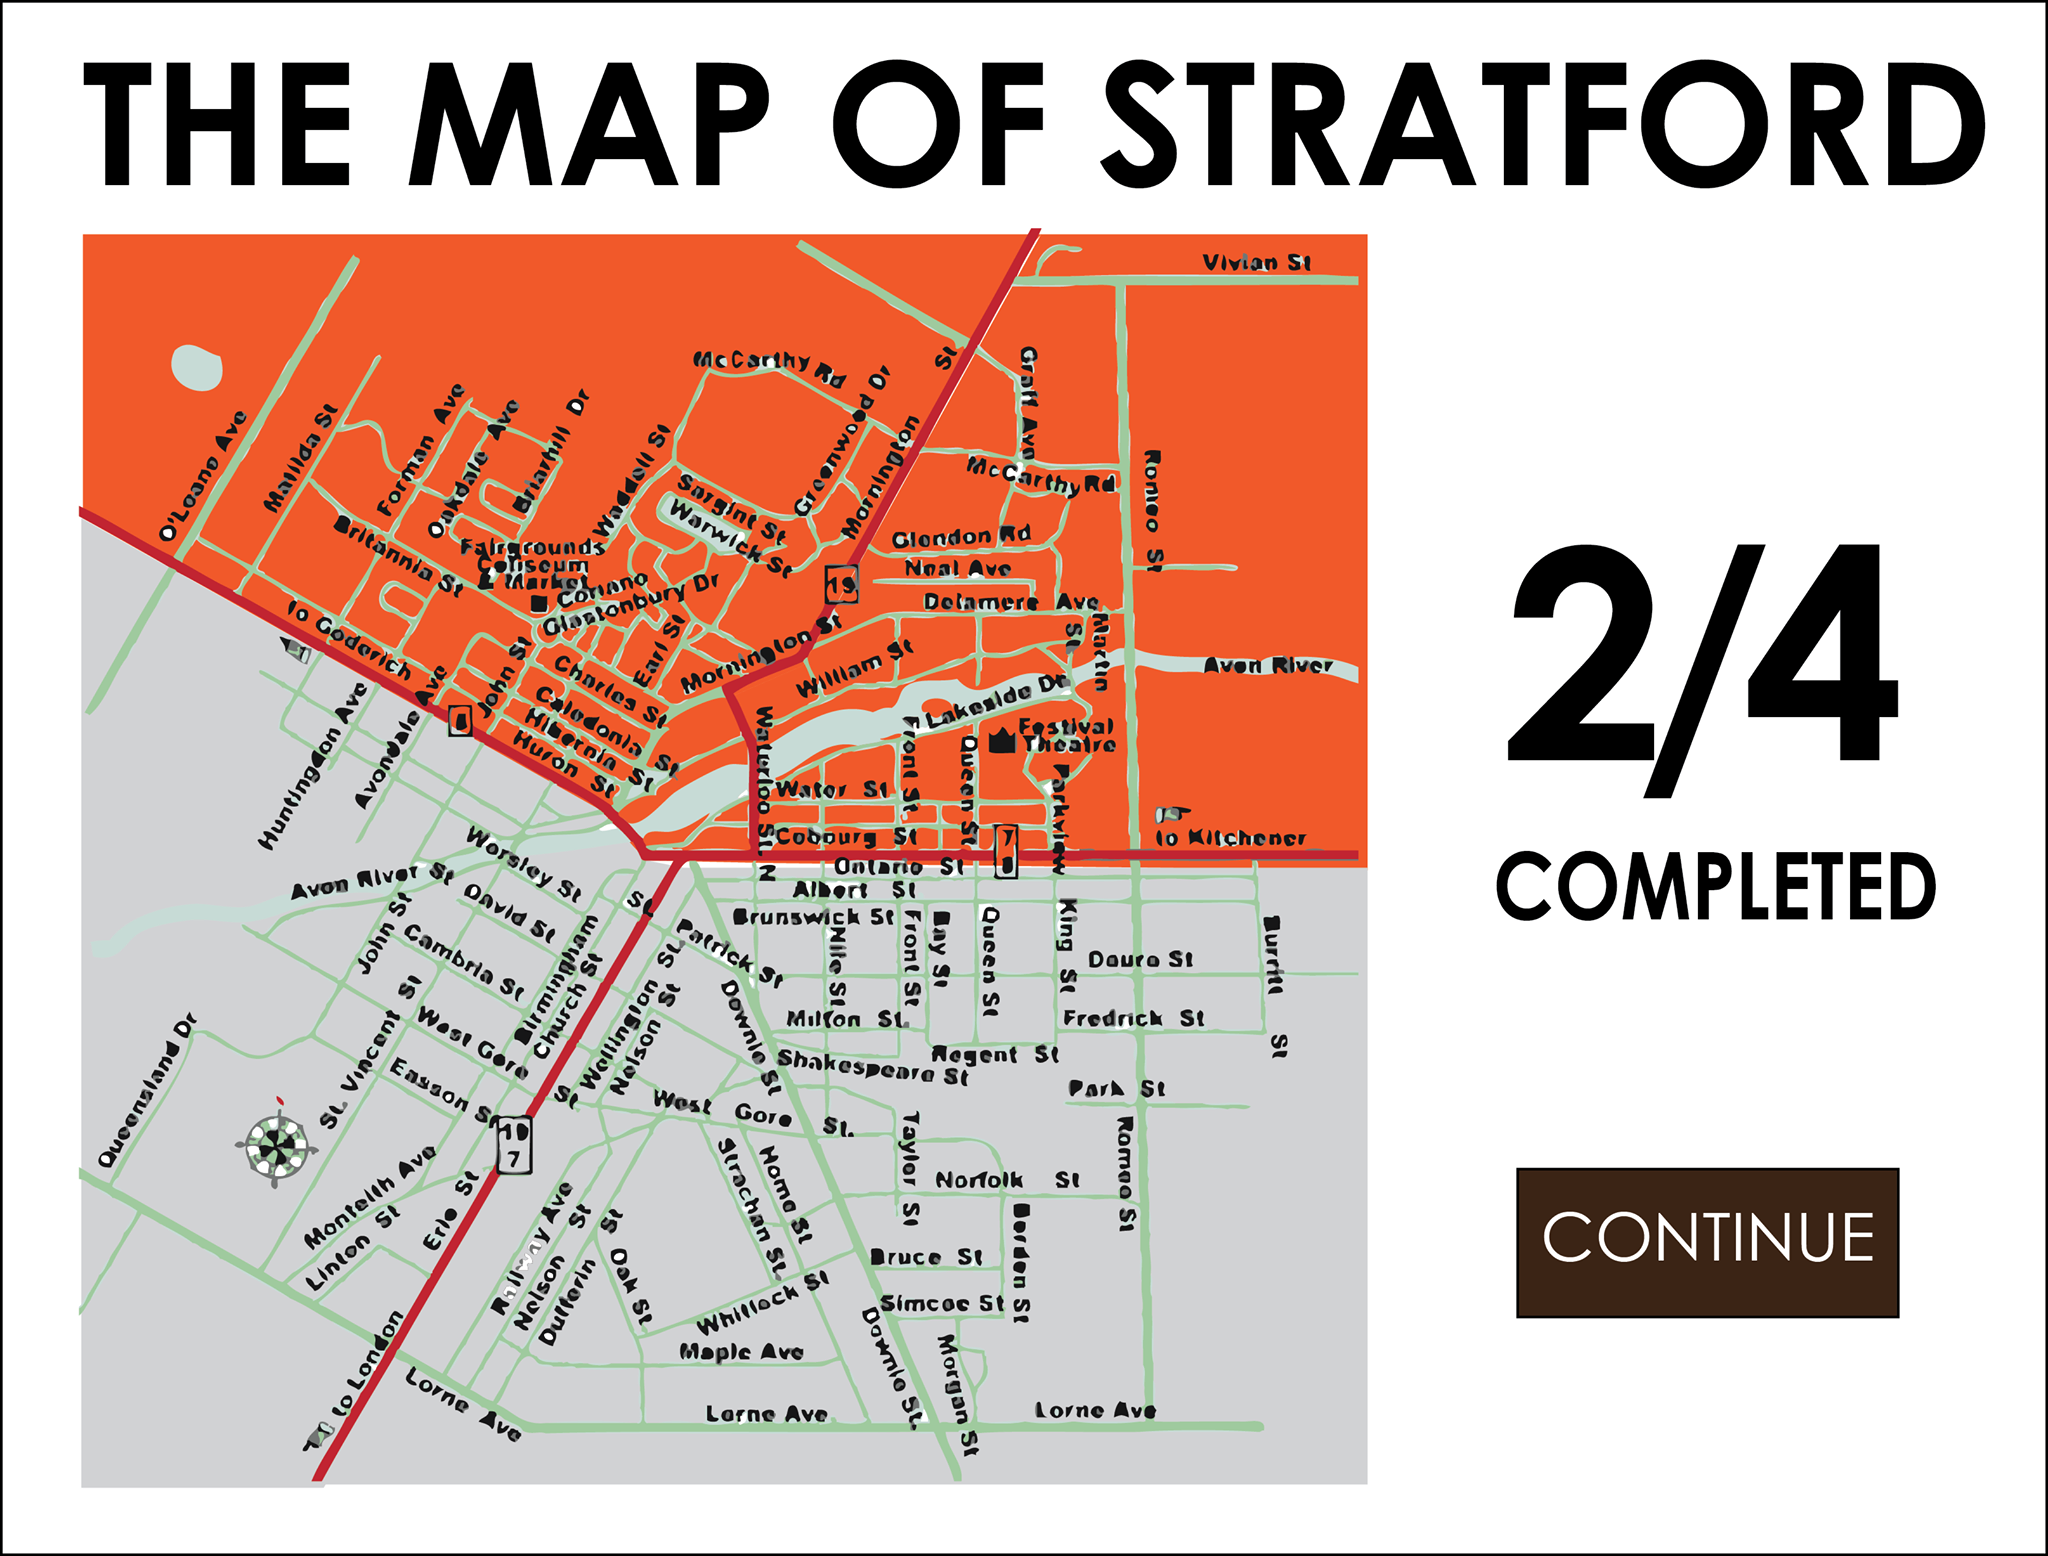 THE MAP OF STRATFORD
Vivian St
McCarthy Rd
St
Graff Ave
Greenwood Dr
O'Loane Ave
Matilda St
Forman Ave
Oakdale Ave
Briarhill Dr
Waddell St
Mornington
McCarthy Rd
Romeo St
Sargint St
Warwick St
Britannia St
Glendon Rd
Neal Ave
Fairgrounds
Coliseum
& Market
Coriano
Glastonbury Dr
19
Delamere Ave
to Goderich
Earl St
Mornington St
William St
St
Martin
Avon River
John St
Charles St
Caledonia St
Hibernia St
Huron St
Lakeside Dr
Huntingdon Ave
Avondale Ave
8
Waterloo St. N
Front St.
Queen St
Festival
Theatre
Parkview
Water St
Cobourg St
7
8
to Kitchener
Ontario St
2/4
COMPLETED
Worsley St
Avon River St
David St
John St
Cambria St
St.
Albert St
Brunswick St
Patrick St
Birmingham
Church St
Nile St
Front St
Bay St
Queen St
King St
Douro St
Burritt St
St. Vincent St
West Gore St
Wellington St.
Nelson St
Downie St
Milton St.
Fredrick St
Shakespeare St
Regent St
Queensland Dr
Easson St
West Gore St.
Park St
10
7
Taylor St
Romeo St
Monteith Ave
Linton St
Erie St
Strachan St.
Home St
Norfolk St
Borden St
CONTINUE
Railway Ave
Nelson St
Dufferin St
Oak St
Whitlock St
Bruce St
Simcoe St
Maple Ave
Downie St.
Morgan St
to London
Lorne Ave
Lorne Ave
Lorne Ave